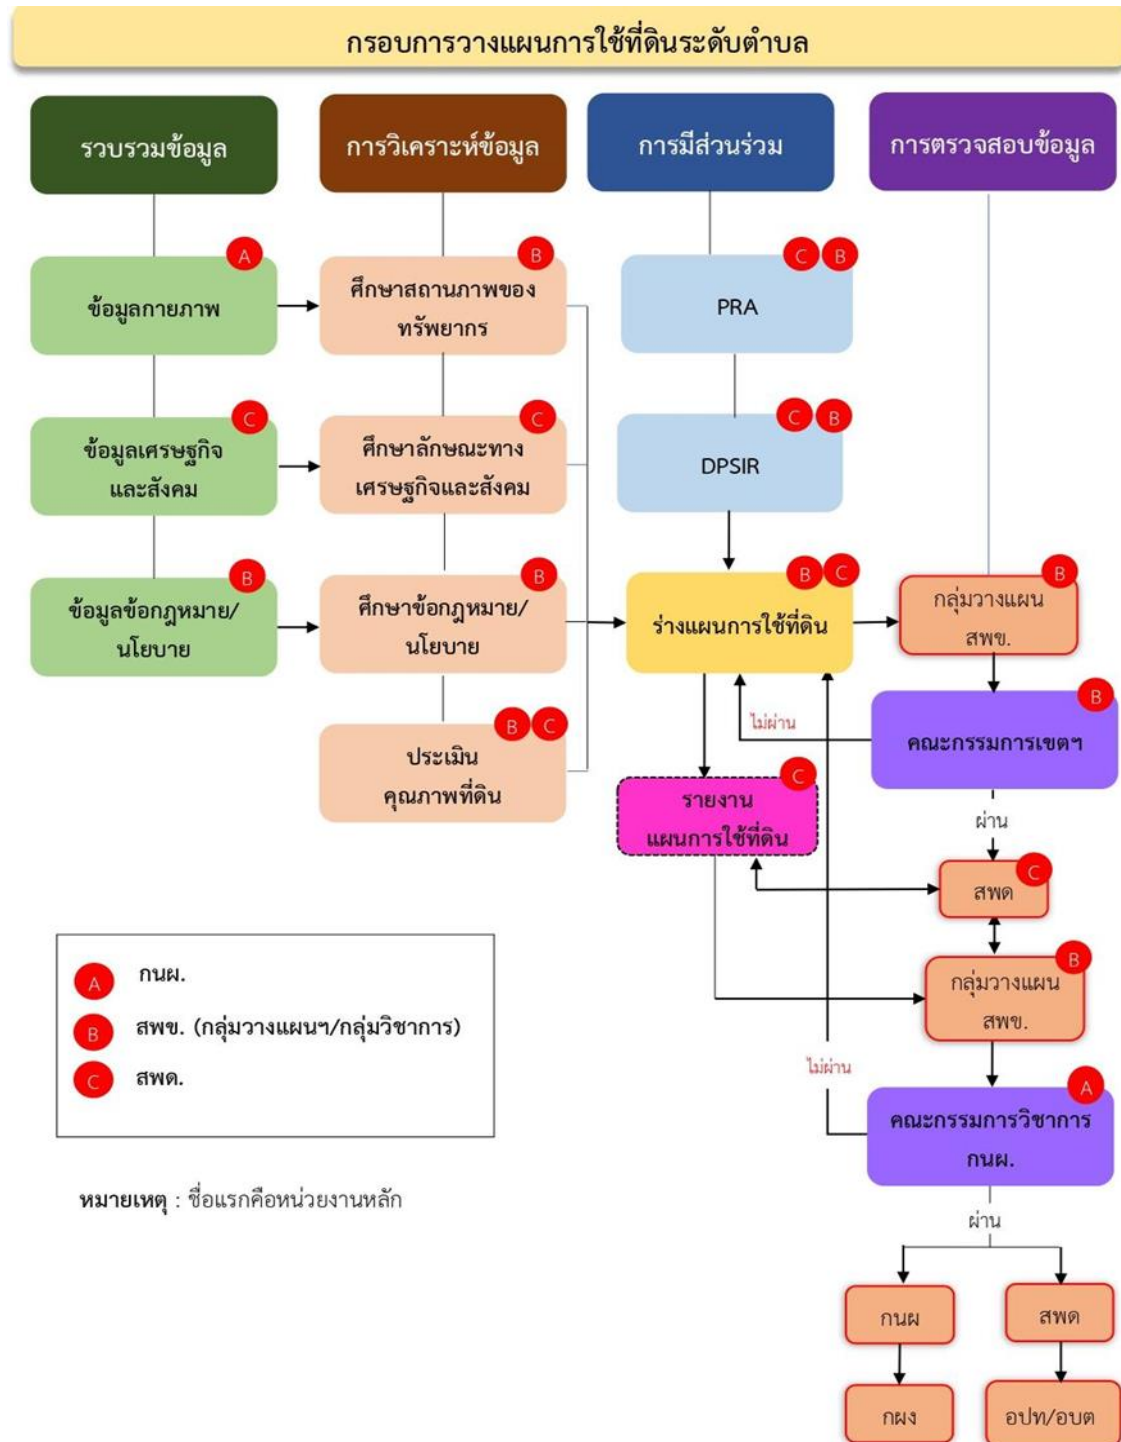 กรอบการวางแผนการใช้ที่ดินระดับตำบล
รวบรวมข้อมูล
การวิเคราะห์ข้อมูล
การมีส่วนร่วม
การตรวจสอบข้อมูล
A
B
C B
ข้อมูลกายภาพ
ศึกษาสถานภาพของ
ทรัพยากร
PRA
C
C
C B
ข้อมูลเศรษฐกิจ
และสังคม
ศึกษาลักษณะทาง
เศรษฐกิจและสังคม
DPSIR
B
B
B C
B
ข้อมูลข้อกฎหมาย/
นโยบาย
ศึกษาข้อกฎหมาย/
นโยบาย
ร่างแผนการใช้ที่ดิน
กลุ่มวางแผน
สพข.
B C
ประเมิน
คุณภาพที่ดิน
ไม่ผ่าน
B
คณะกรรมการเขตฯ
C
รายงาน
แผนการใช้ที่ดิน
ผ่าน
C
สพด
B
กลุ่มวางแผน
สพข.
A กนผ.
B สพข. (กลุ่มวางแผนฯ/กลุ่มวิชาการ)
C สพด.
ไม่ผ่าน
A
คณะกรรมการวิชาการ
กนผ.
หมายเหตุ : ชื่อแรกคือหน่วยงานหลัก
ผ่าน
กนผ
สพด
กผง
อปท/อบต